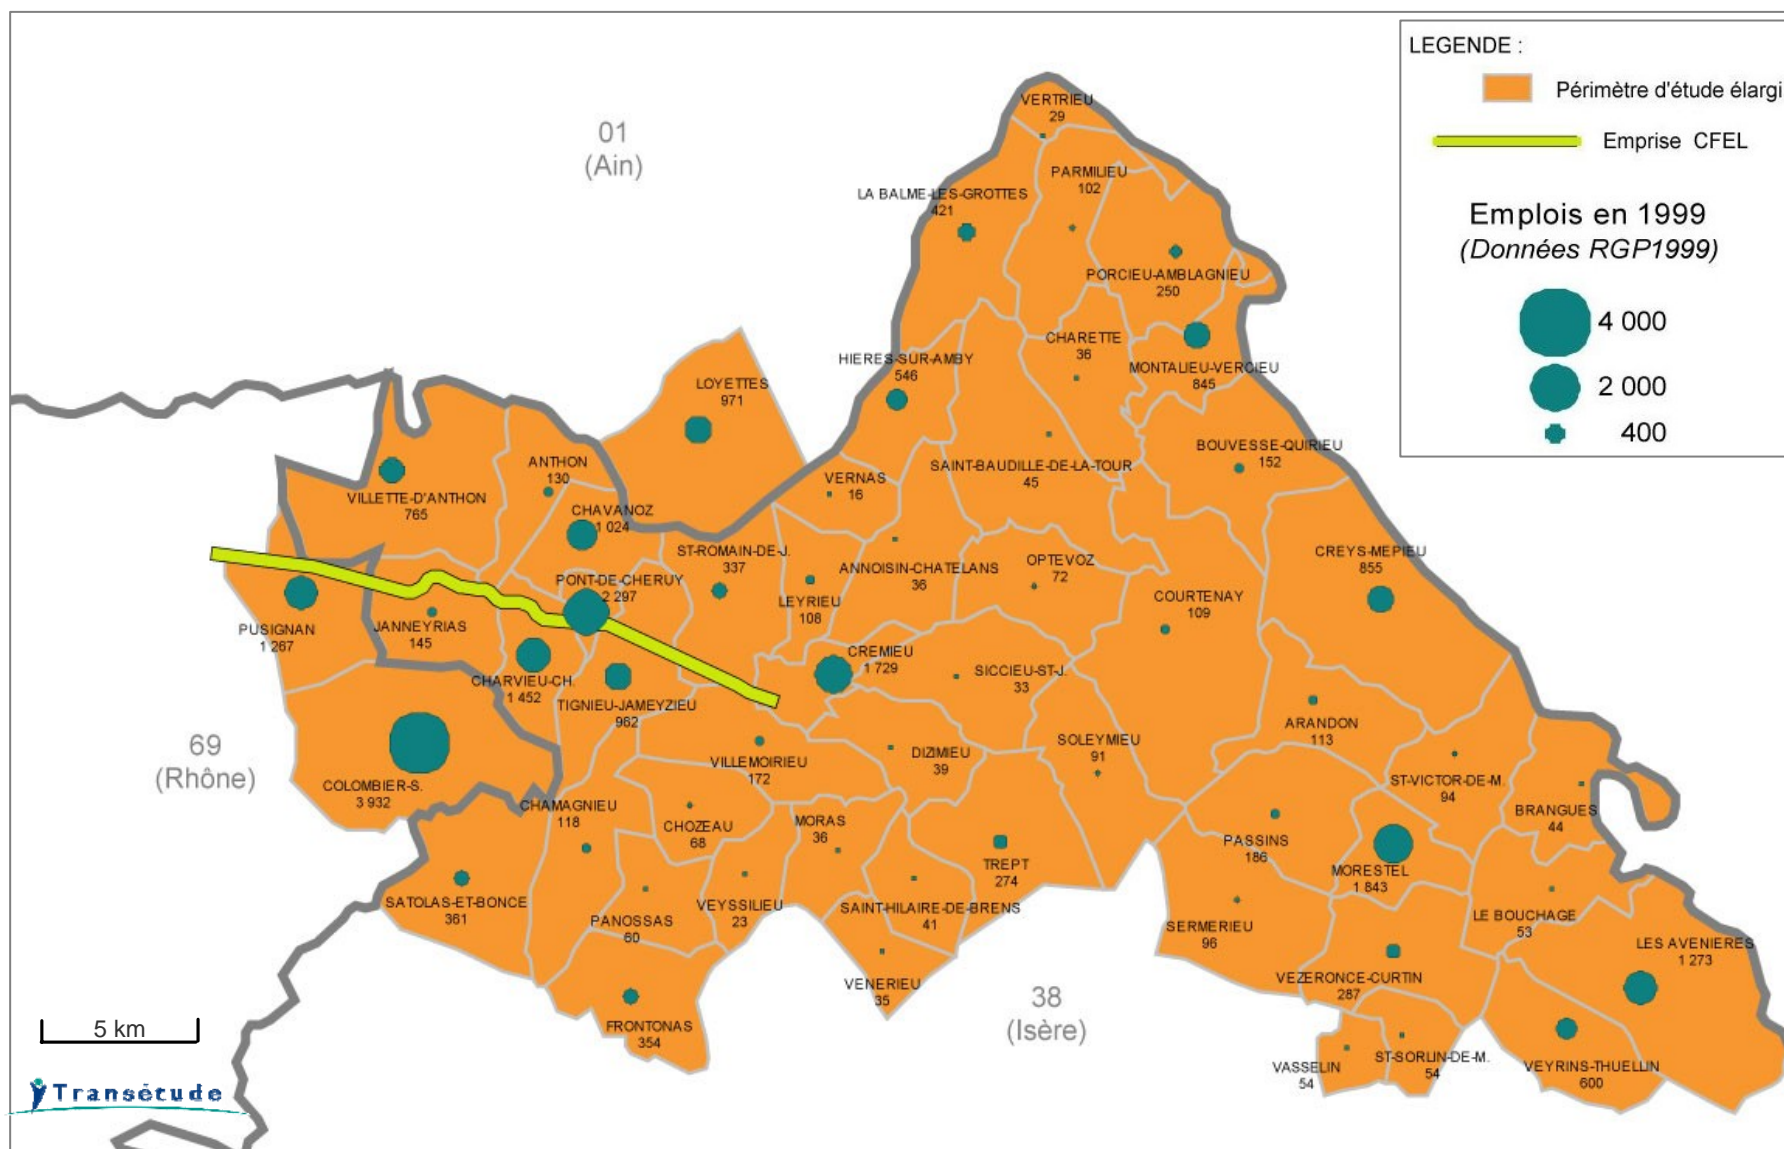 LEGENDE :
Périmètre d'étude élargi
Emprise CFEL
Emplois en 1999
(Données RGP1999)
4 000
2 000
400
01
(Ain)
69
(Rhône)
38
(Isère)
VERTRIEU
29
PARMILIEU
102
LA BALME-LES-GROTTES
421
PORCIEU-AMBLAGNIEU
250
CHARETTE
36
MONTALIEU-VERCIEU
845
HIERES-SUR-AMBY
546
LOYETTES
971
BOUVESSE-QUIRIEU
152
ANTHON
130
VERNAS
16
SAINT-BAUDILLE-DE-LA-TOUR
45
VILLETTE-D'ANTHON
765
CHAVANOZ
1 024
ST-ROMAIN-DE-J.
337
ANNOISIN-CHATELANS
36
OPTEVOZ
72
CREYS-MEPIEU
855
PONT-DE-CHERUY
2 297
LEYRIEU
108
COURTENAY
109
PUSIGNAN
1 267
JANNEYRIAS
145
CREMIEU
1 729
SICCIEU-ST-J.
33
CHARVIEU-CH.
1 452
TIGNIEU-JAMEYZIEU
962
ARANDON
113
VILLEMOIRIEU
172
DIZIMIEU
39
SOLEYMIEU
91
ST-VICTOR-DE-M.
94
COLOMBIER-S.
3 932
CHAMAGNIEU
118
CHOZEAU
68
MORAS
36
BRANGUES
44
PASSINS
186
TREPT
274
MORESTEL
1 843
SATOLAS-ET-BONCE
361
PANOSSAS
60
VEYSSILIEU
23
SAINT-HILAIRE-DE-BRENS
41
SERMERIEU
96
LE BOUCHAGE
53
LES AVENIERES
1 273
VENERIEU
35
VEZERONCE-CURTIN
287
FRONTONAS
354
VASSELIN
54
ST-SORLIN-DE-M.
54
VEYRINS-THUELLIN
600
5 km
Transétude